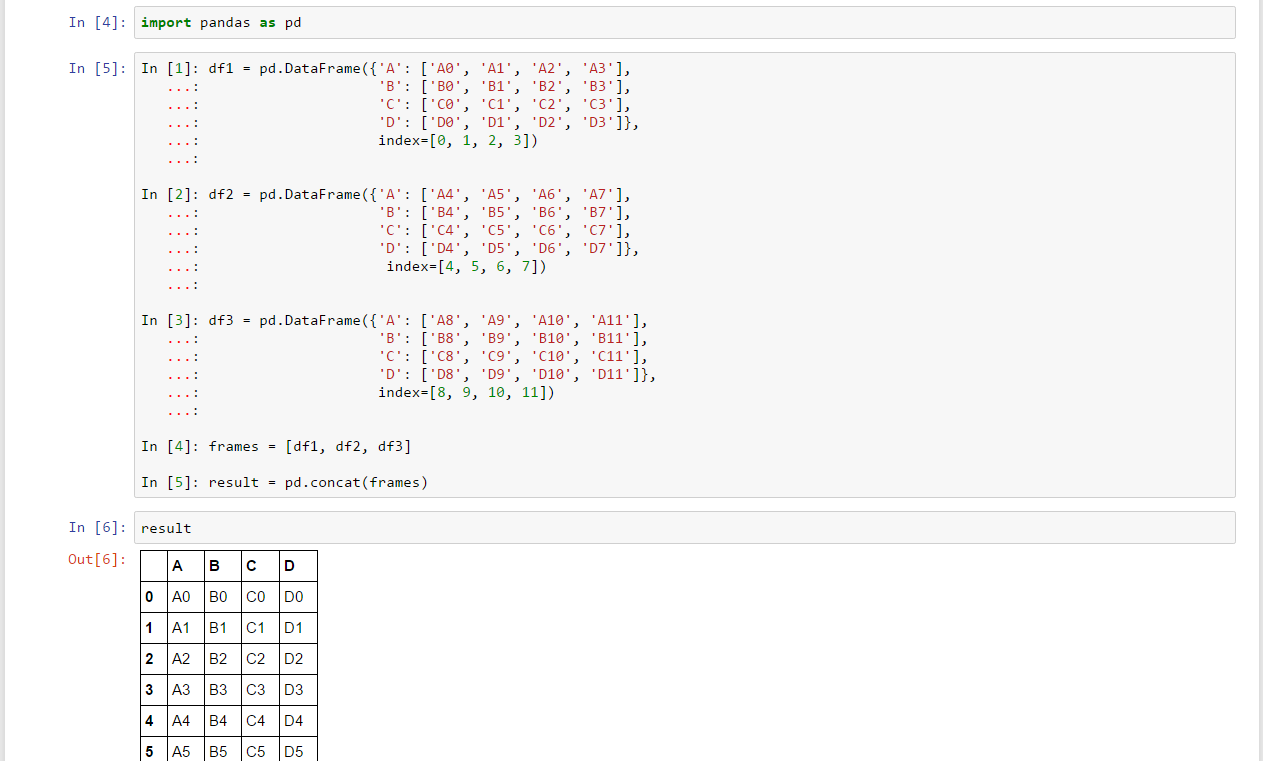 In [4]: import pandas as pd
In [5]: In [1]: df1 = pd.DataFrame({'A': ['A0', 'A1', 'A2', 'A3'],
...: 'B': ['B0', 'B1', 'B2', 'B3'],
...: 'C': ['C0', 'C1', 'C2', 'C3'],
...: 'D': ['D0', 'D1', 'D2', 'D3']},
...: index=[0, 1, 2, 3])
...:
In [2]: df2 = pd.DataFrame({'A': ['A4', 'A5', 'A6', 'A7'],
...: 'B': ['B4', 'B5', 'B6', 'B7'],
...: 'C': ['C4', 'C5', 'C6', 'C7'],
...: 'D': ['D4', 'D5', 'D6', 'D7']},
...: index=[4, 5, 6, 7])
...:
In [3]: df3 = pd.DataFrame({'A': ['A8', 'A9', 'A10', 'A11'],
...: 'B': ['B8', 'B9', 'B10', 'B11'],
...: 'C': ['C8', 'C9', 'C10', 'C11'],
...: 'D': ['D8', 'D9', 'D10', 'D11']},
...: index=[8, 9, 10, 11])
...:
In [4]: frames = [df1, df2, df3]
In [5]: result = pd.concat(frames)
In [6]: result
Out[6]:
A B C D
0 A0 B0 C0 D0
1 A1 B1 C1 D1
2 A2 B2 C2 D2
3 A3 B3 C3 D3
4 A4 B4 C4 D4
5 A5 B5 C5 D5